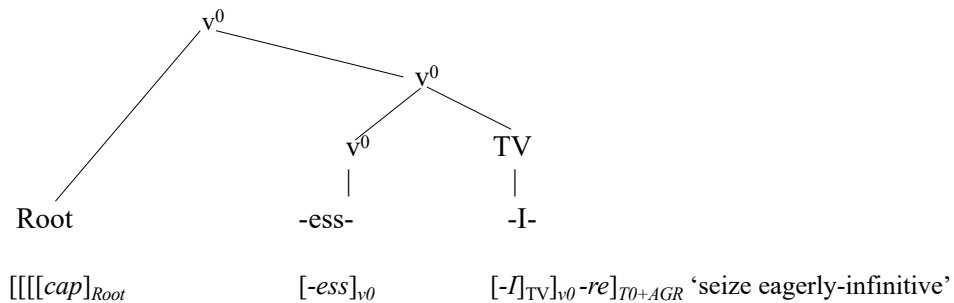 v⁰
v⁰
v⁰ TV
Root -ess- -I-
[[[[cap]Root [-ess]v0 [-I]TV]v0 -re]T0+AGR ‘seize eagerly-infinitive’